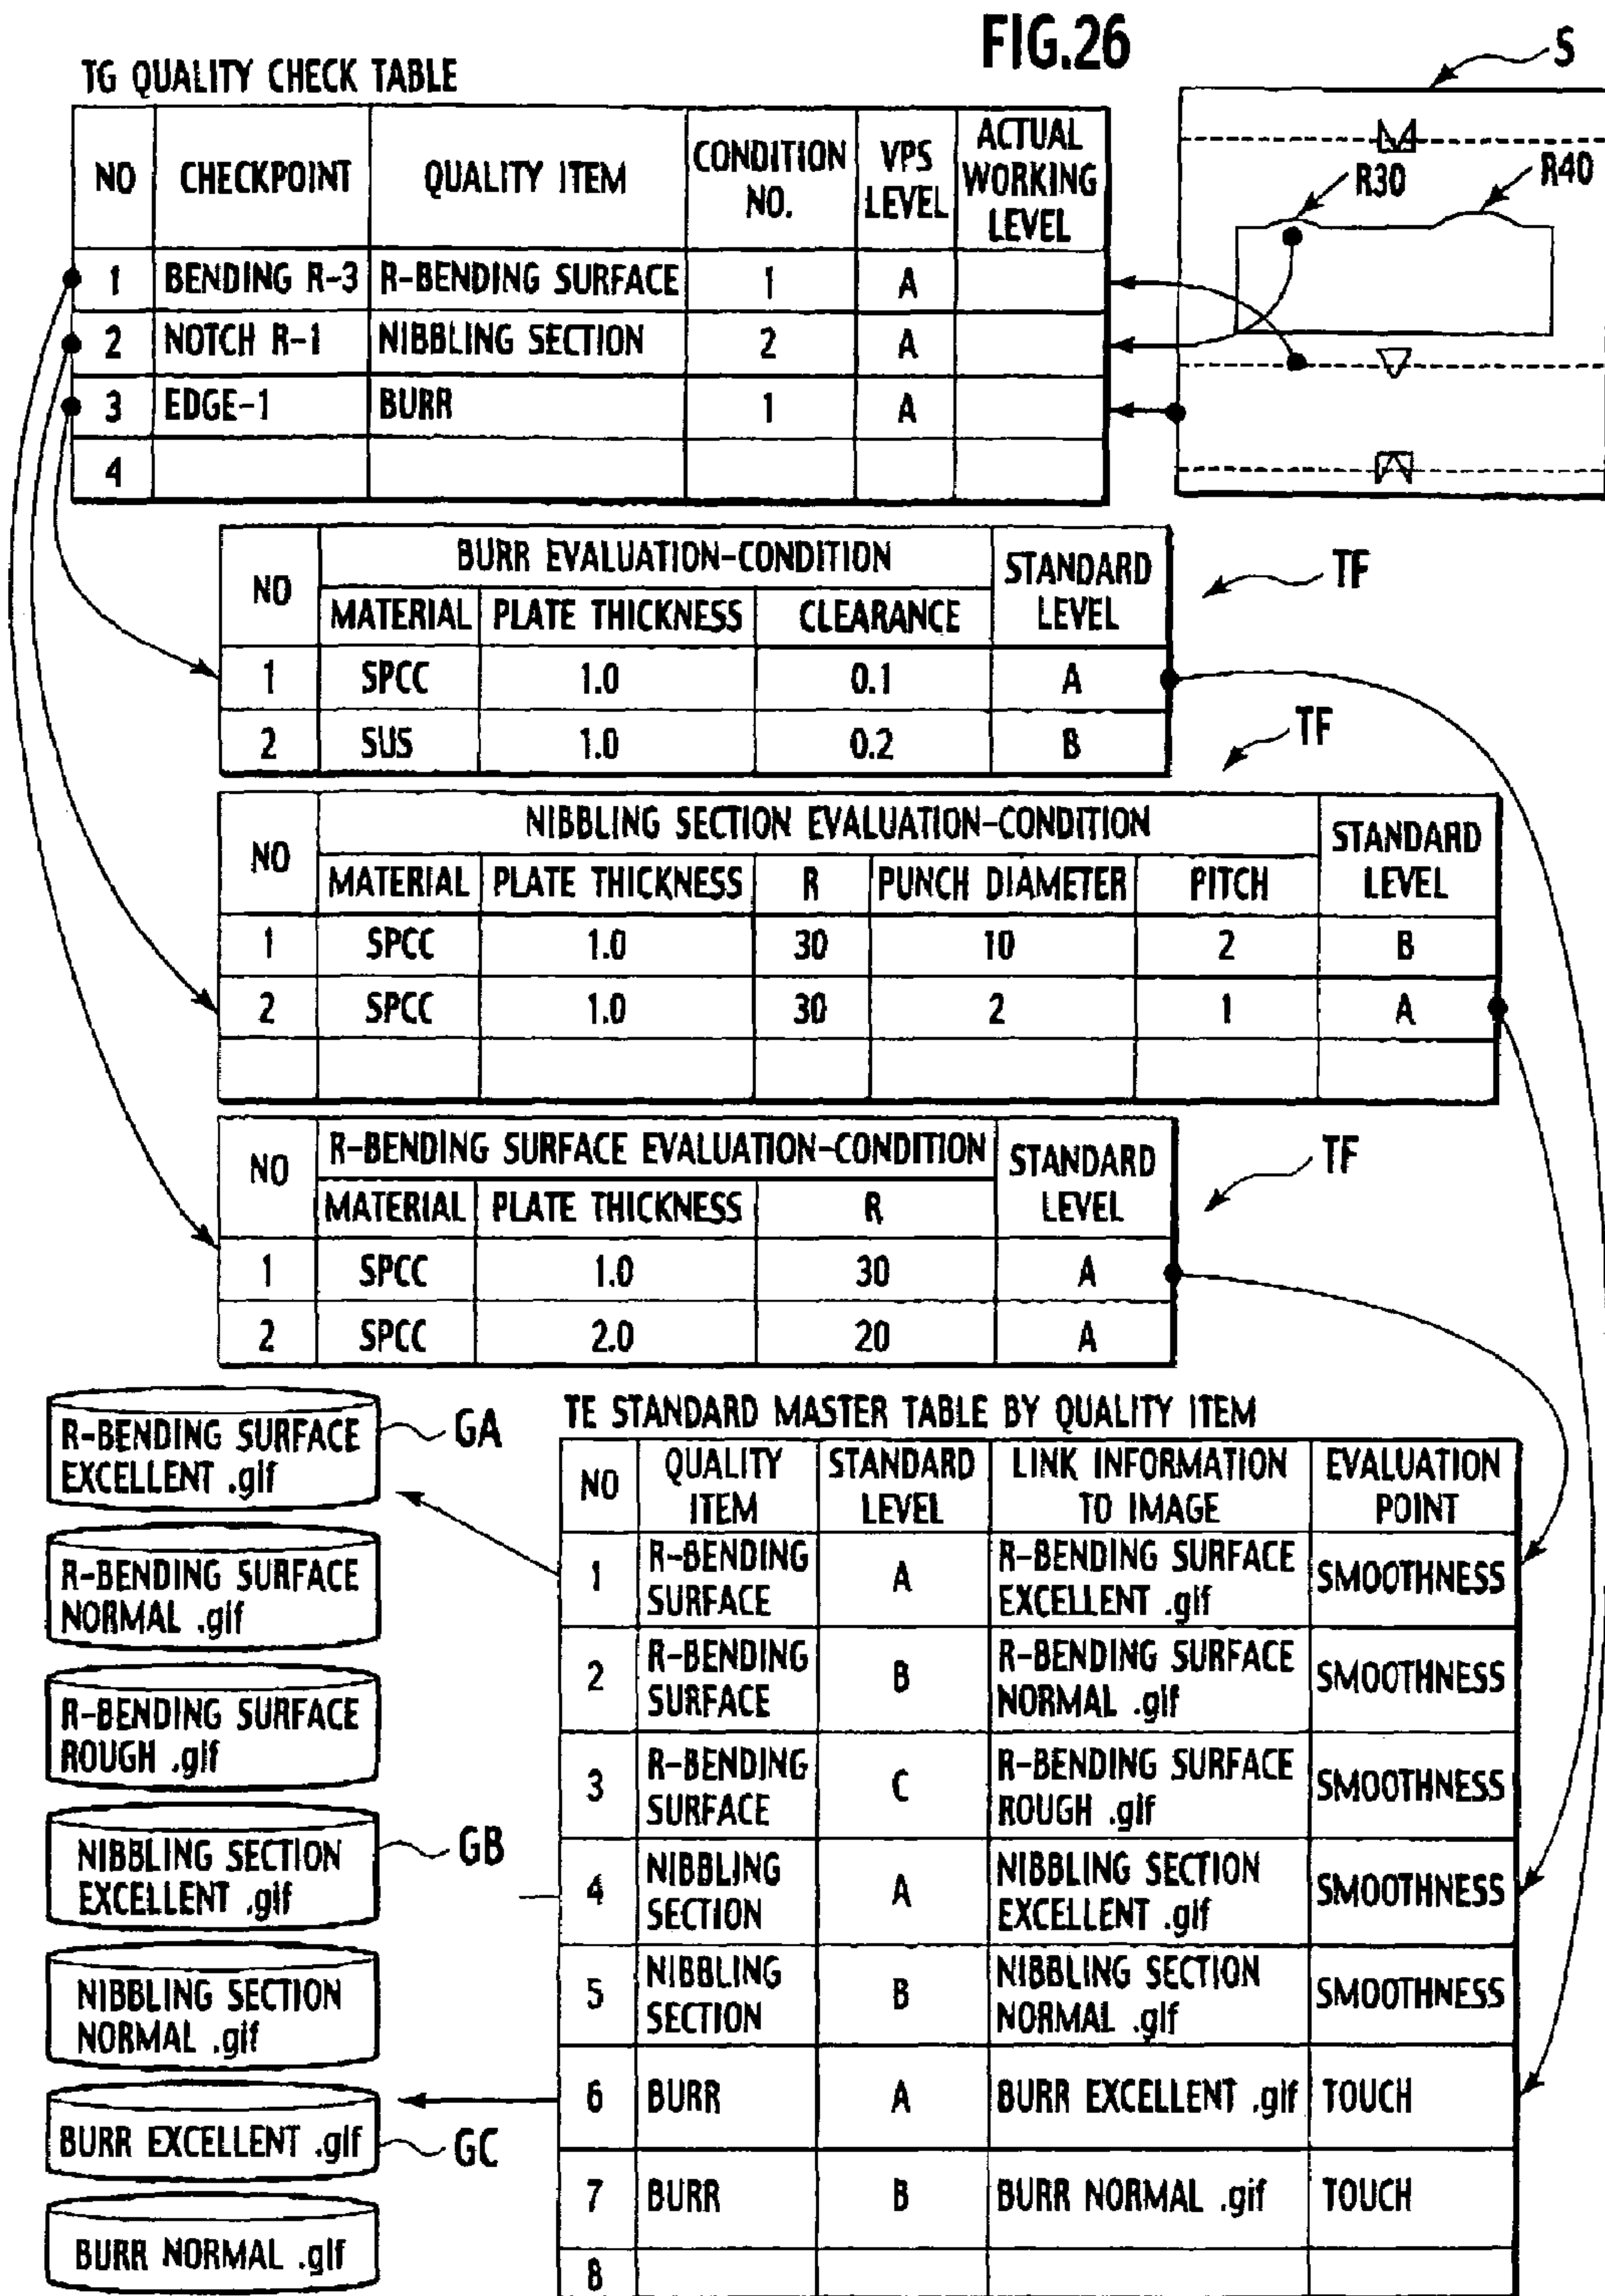 FIG.26
S
TG QUALITY CHECK TABLE
NO CHECKPOINT QUALITY ITEM CONDITION NO. VPS LEVEL ACTUAL WORKING LEVEL
1 BENDING R-3 R-BENDING SURFACE 1 A
2 NOTCH R-1 NIBBLING SECTION 2 A
3 EDGE-1 BURR 1 A
4
R30
R40
NO BURR EVALUATION-CONDITION STANDARD LEVEL
MATERIAL PLATE THICKNESS CLEARANCE
1 SPCC 1.0 0.1 A
2 SUS 1.0 0.2 B
TF
NO NIBBLING SECTION EVALUATION-CONDITION STANDARD LEVEL
MATERIAL PLATE THICKNESS R PUNCH DIAMETER PITCH
1 SPCC 1.0 30 10 2 B
2 SPCC 1.0 30 2 1 A
TF
NO R-BENDING SURFACE EVALUATION-CONDITION STANDARD LEVEL
MATERIAL PLATE THICKNESS R
1 SPCC 1.0 30 A
2 SPCC 2.0 20 A
TF
R-BENDING SURFACE
EXCELLENT .gif
GA
R-BENDING SURFACE
NORMAL .gif
R-BENDING SURFACE
ROUGH .gif
NIBBLING SECTION
EXCELLENT .gif
GB
NIBBLING SECTION
NORMAL .gif
BURR EXCELLENT .gif
GC
BURR NORMAL .gif
TE STANDARD MASTER TABLE BY QUALITY ITEM
NO QUALITY ITEM STANDARD LEVEL LINK INFORMATION TO IMAGE EVALUATION POINT
1 R-BENDING SURFACE A R-BENDING SURFACE EXCELLENT .gif SMOOTHNESS
2 R-BENDING SURFACE B R-BENDING SURFACE NORMAL .gif SMOOTHNESS
3 R-BENDING SURFACE C R-BENDING SURFACE ROUGH .gif SMOOTHNESS
4 NIBBLING SECTION A NIBBLING SECTION EXCELLENT .gif SMOOTHNESS
5 NIBBLING SECTION B NIBBLING SECTION NORMAL .gif SMOOTHNESS
6 BURR A BURR EXCELLENT .gif TOUCH
7 BURR B BURR NORMAL .gif TOUCH
8